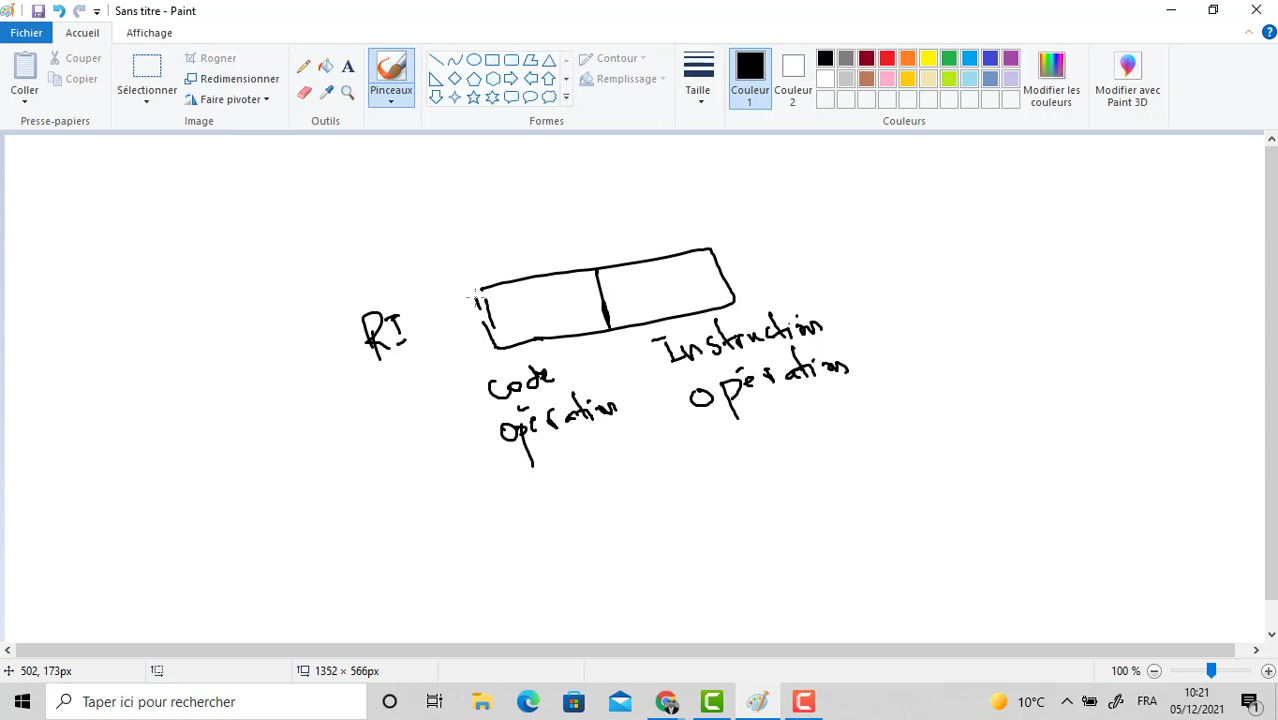 Sans titre - Paint
Fichier Accueil Affichage
Coller
Couper
Copier
Presse-papiers
Sélectionner
Rogner
Redimensionner
Faire pivoter
Image
A
Outils
Pinceaux
Contour
Remplissage
Formes
Taille
Couleur
1
Couleur
2
Couleurs
Modifier les
couleurs
Modifier avec
Paint 3D
RI
code
opération
Instruction
opération
502, 173px
1352 × 566px
100 %
Taper ici pour rechercher
10°C
FRA
10:21
05/12/2021
1